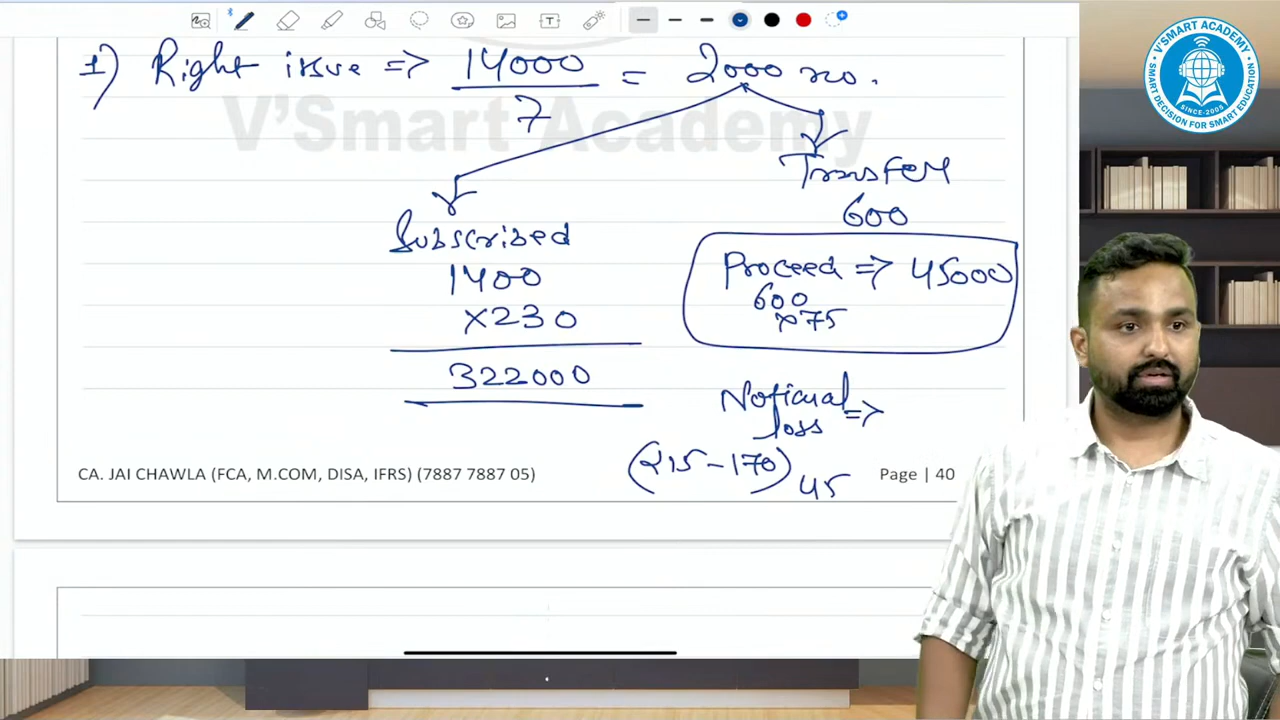 1) Right issue => 14000 / 7 = 2000 no.
V'Smart Academy
Transfer
600
Subscribed
1400
×230
322000
Proceed => 45000
600
×75
Notional loss =>
(215-170) 45
CA. JAI CHAWLA (FCA, M.COM, DISA, IFRS) (7887 7887 05)
Page | 40
V'SMART ACADEMY
SINCE-2005
SMART DECISION FOR SMART EDUCATION